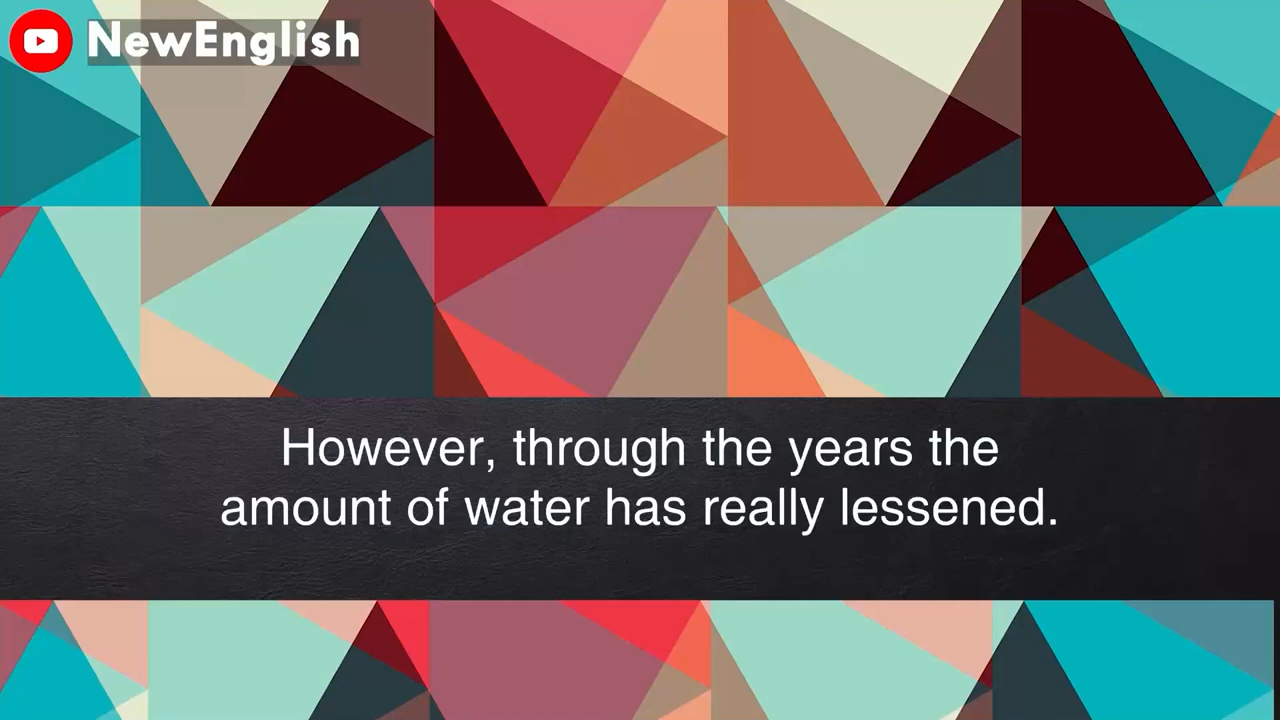 NewEnglish
However, through the years the
amount of water has really lessened.